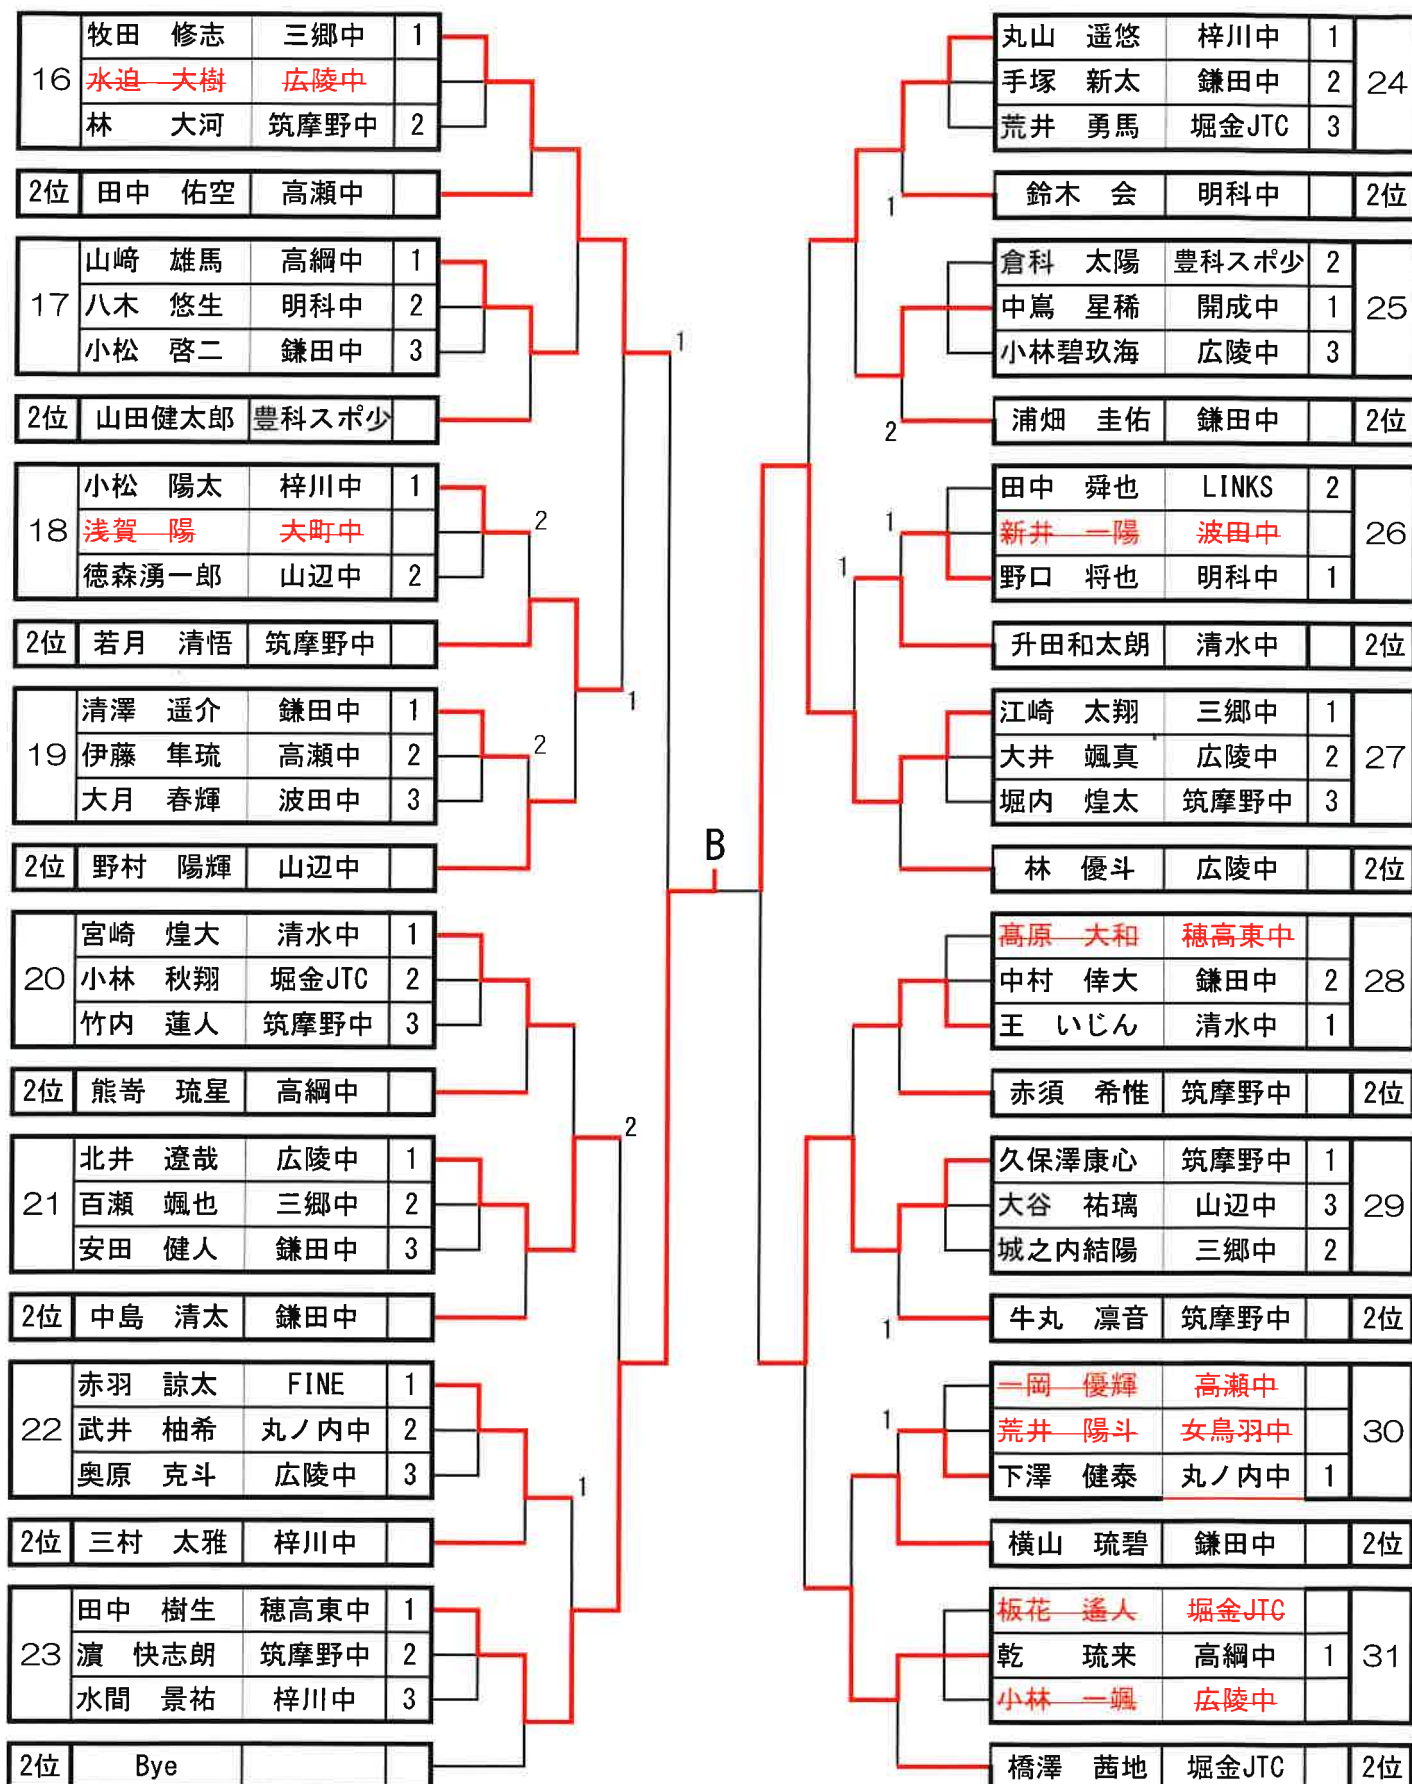 16
牧田 修志 三郷中 1
水迫 大樹 広陵中
林 大河 筑摩野中 2
2位 田中 佑空 高瀬中
17
山﨑 雄馬 高綱中 1
八木 悠生 明科中 2
小松 啓二 鎌田中 3
2位 山田健太郎 豊科スポ少
18
小松 陽太 梓川中 1
浅賀 陽 大町中
徳森湧一郎 山辺中 2
2位 若月 清悟 筑摩野中
19
清澤 遥介 鎌田中 1
伊藤 隼琉 高瀬中 2
大月 春輝 波田中 3
2位 野村 陽輝 山辺中
20
宮崎 煌大 清水中 1
小林 秋翔 堀金JTC 2
竹内 蓮人 筑摩野中 3
2位 熊嵜 琉星 高綱中
21
北井 遼哉 広陵中 1
百瀬 颯也 三郷中 2
安田 健人 鎌田中 3
2位 中島 清太 鎌田中
22
赤羽 諒太 FINE 1
武井 柚希 丸ノ内中 2
奥原 克斗 広陵中 3
2位 三村 太雅 梓川中
23
田中 樹生 穂高東中 1
濵 快志朗 筑摩野中 2
水間 景祐 梓川中 3
2位 Bye
1
2
1
2
2
1
B
丸山 遥悠 梓川中 1
手塚 新太 鎌田中 2
荒井 勇馬 堀金JTC 3
24
鈴木 会 明科中 2位
倉科 太陽 豊科スポ少 2
中嶌 星稀 開成中 1
小林碧玖海 広陵中 3
25
浦畑 圭佑 鎌田中 2位
田中 舜也 LINKS 2
新井 一陽 波田中
野口 将也 明科中 1
26
升田和太朗 清水中 2位
江崎 太翔 三郷中 1
大井 颯真 広陵中 2
堀内 煌太 筑摩野中 3
27
林 優斗 広陵中 2位
髙原 大和 穂高東中
中村 倖大 鎌田中 2
王 いじん 清水中 1
28
赤須 希惟 筑摩野中 2位
久保澤康心 筑摩野中 1
大谷 祐璃 山辺中 3
城之内結陽 三郷中 2
29
牛丸 凛音 筑摩野中 2位
一岡 優輝 高瀬中
荒井 陽斗 女鳥羽中
下澤 健泰 丸ノ内中 1
30
横山 琉碧 鎌田中 2位
板花 遙人 堀金JTC
乾 琉来 高綱中 1
小林 一颯 広陵中
31
橋澤 茜地 堀金JTC 2位
1
2
1
1
1
1